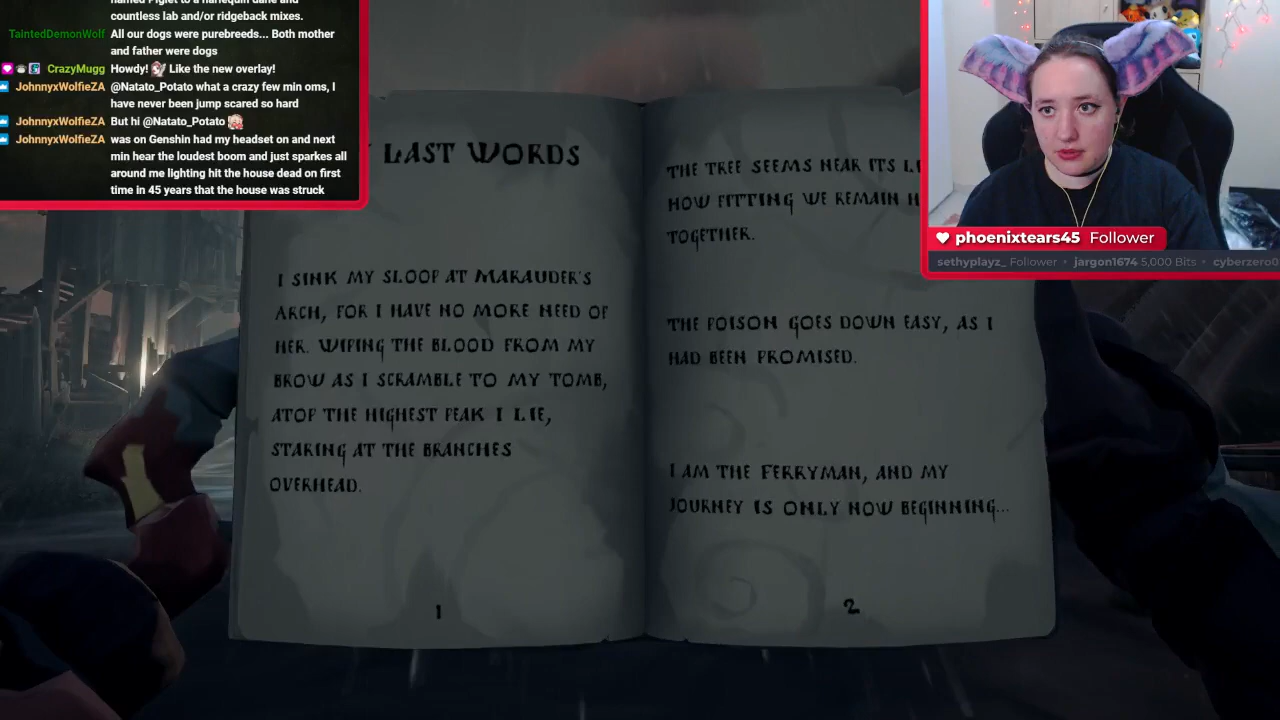 named Piglet to a harlequin dane and
countless lab and/or ridgeback mixes.
TaintedDemonWolf All our dogs were purebreeds... Both mother
and father were dogs
CrazyMugg Howdy! Like the new overlay!
JohnnyxWolfieZA @Natato_Potato what a crazy few min oms, I
have never been jump scared so hard
JohnnyxWolfieZA But hi @Natato_Potato
JohnnyxWolfieZA was on Genshin had my headset on and next
min hear the loudest boom and just sparkes all
around me lighting hit the house dead on first
time in 45 years that the house was struck
LAST WORDS
I SINK MY SLOOP AT MARAUDER'S
ARCH, FOR I HAVE NO MORE NEED OF
HER. WIPING THE BLOOD FROM MY
BROW AS I SCRAMBLE TO MY TOMB,
ATOP THE HIGHEST PEAK I LIE,
STARING AT THE BRANCHES
OVERHEAD.
1
THE TREE SEEMS NEAR ITS
HOW FITTING WE REMAIN
TOGETHER.
THE POISON GOES DOWN EASY, AS I
HAD BEEN PROMISED.
I AM THE FERRYMAN, AND MY
JOURNEY IS ONLY NOW BEGINNING...
2
phoenixtears45 Follower
sethyplayz_ Follower • jargon1674 5,000 Bits • cyberzero0